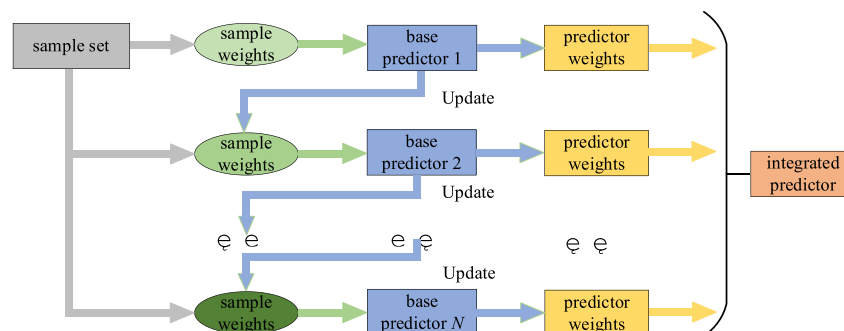 sample set
sample
weights
base
predictor 1
predictor
weights
Update
sample
weights
base
predictor 2
predictor
weights
integrated
predictor
Update
ę e
e ę
ę ę
Update
sample
weights
base
predictor N
predictor
weights